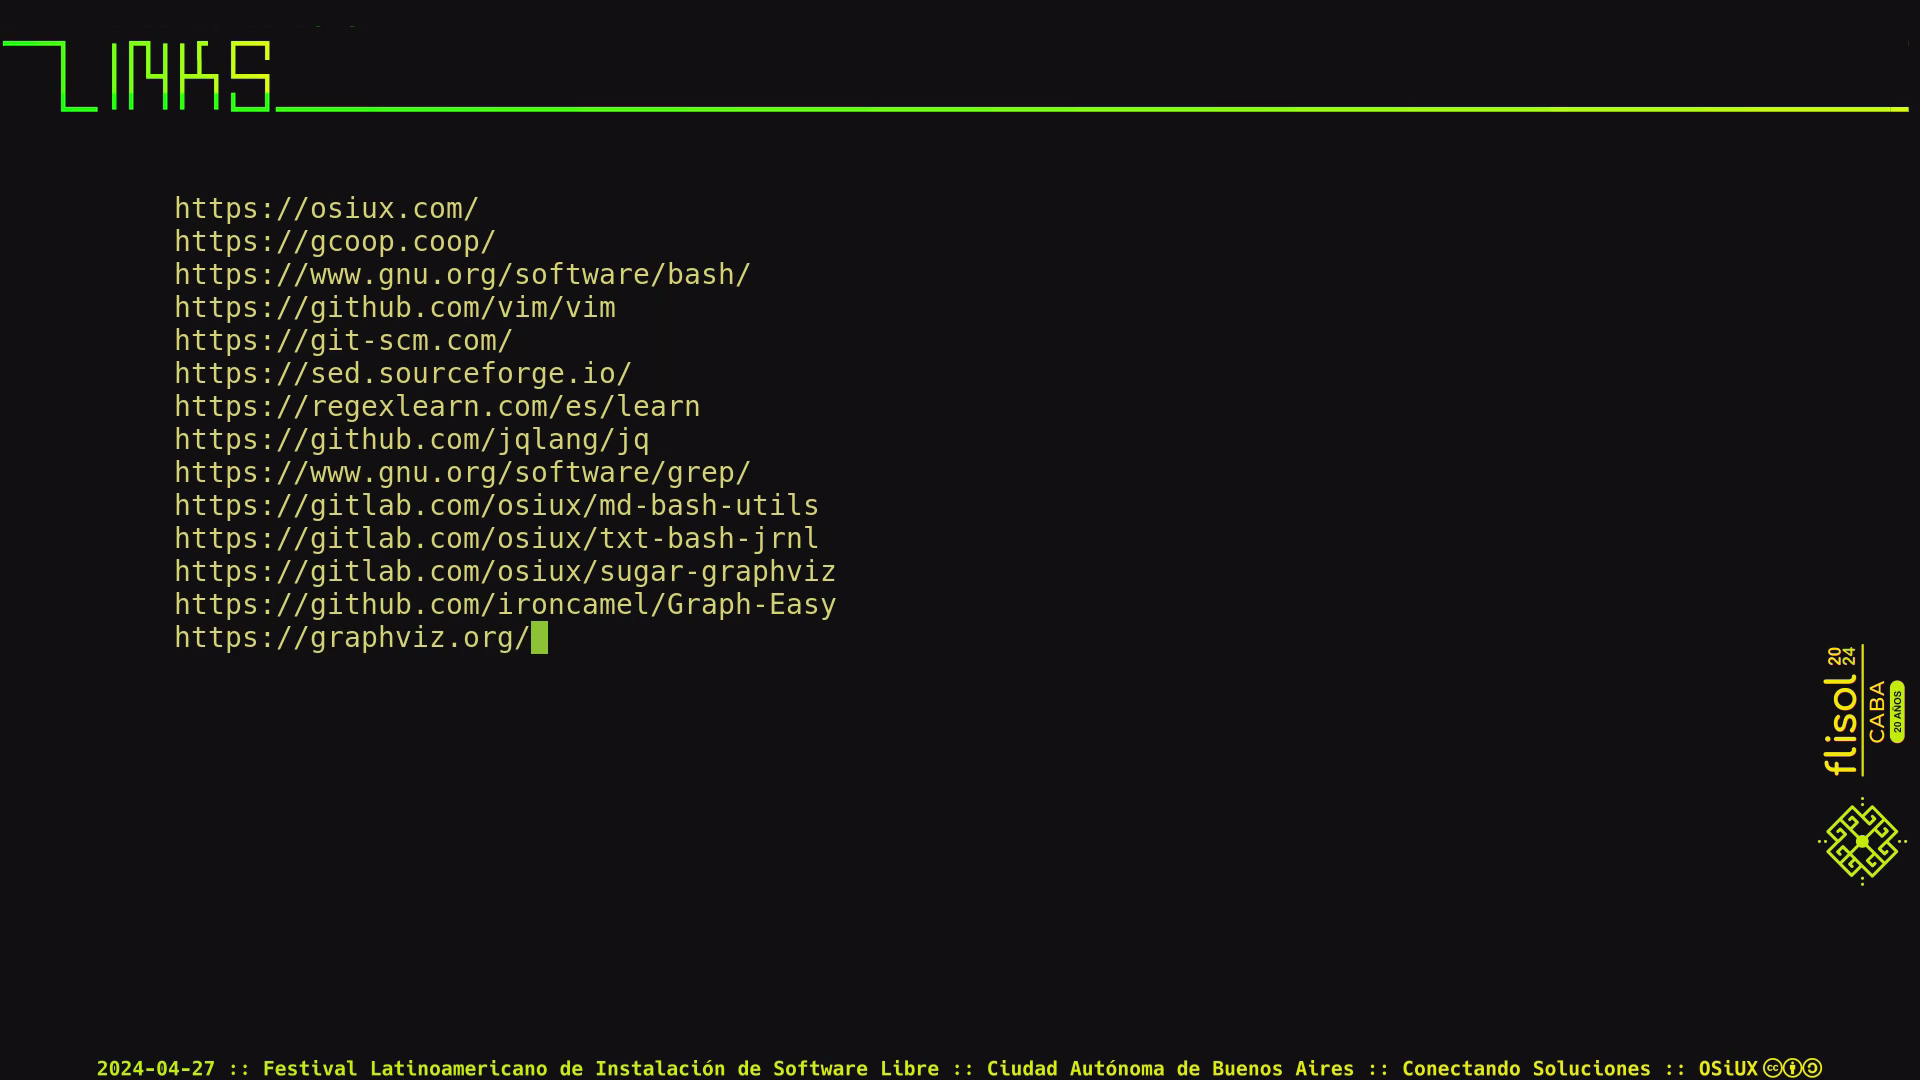 LINKS
https://osiux.com/
https://gcoop.coop/
https://www.gnu.org/software/bash/
https://github.com/vim/vim
https://git-scm.com/
https://sed.sourceforge.io/
https://regexlearn.com/es/learn
https://github.com/jqlang/jq
https://www.gnu.org/software/grep/
https://gitlab.com/osiux/md-bash-utils
https://gitlab.com/osiux/txt-bash-jrnl
https://gitlab.com/osiux/sugar-graphviz
https://github.com/ironcamel/Graph-Easy
https://graphviz.org/
flisol 2024
CABA
20 AÑOS
2024-04-27 :: Festival Latinoamericano de Instalación de Software Libre :: Ciudad Autónoma de Buenos Aires :: Conectando Soluciones :: OSiUX